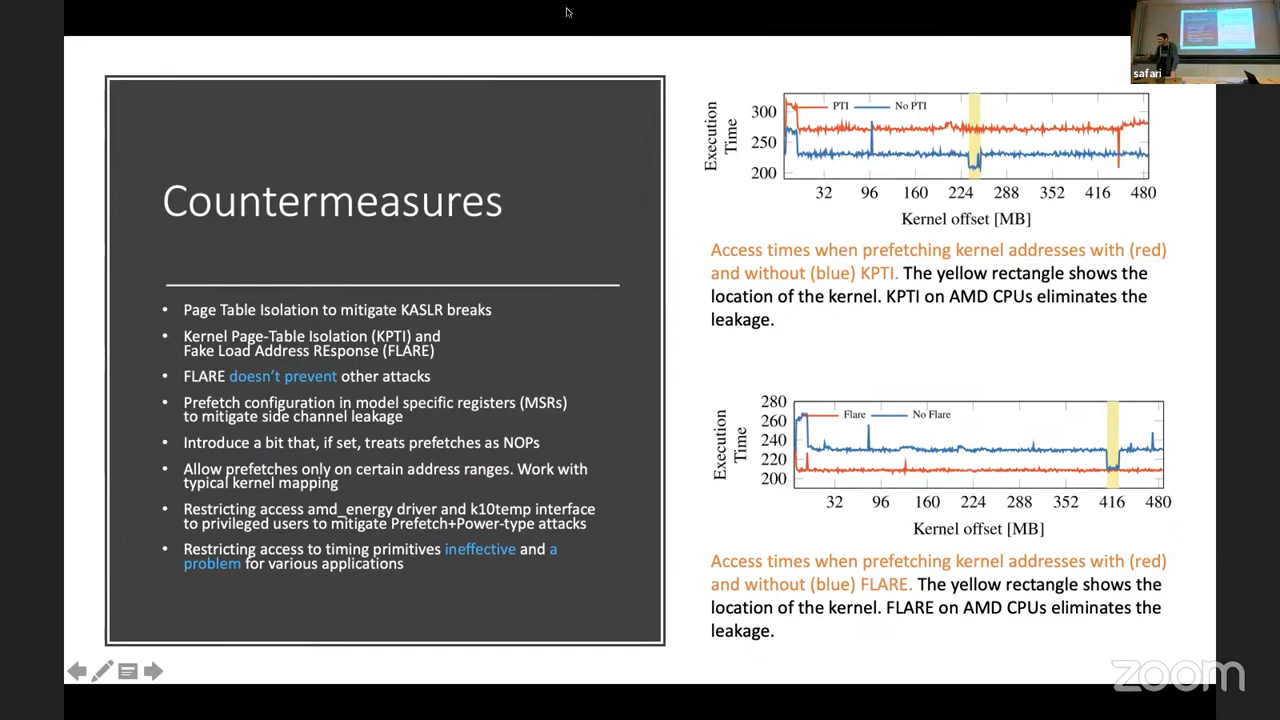 safari
Countermeasures
• Page Table Isolation to mitigate KASLR breaks
• Kernel Page-Table Isolation (KPTI) and
Fake Load Address REsponse (FLARE)
• FLARE doesn't prevent other attacks
• Prefetch configuration in model specific registers (MSRs)
to mitigate side channel leakage
• Introduce a bit that, if set, treats prefetches as NOPs
• Allow prefetches only on certain address ranges. Work with
typical kernel mapping
• Restricting access amd_energy driver and k10temp interface
to privileged users to mitigate Prefetch+Power-type attacks
• Restricting access to timing primitives ineffective and a
problem for various applications
Execution
Time
300
250
200
PTI No PTI
32 96 160 224 288 352 416 480
Kernel offset [MB]
Access times when prefetching kernel addresses with (red)
and without (blue) KPTI. The yellow rectangle shows the
location of the kernel. KPTI on AMD CPUs eliminates the
leakage.
Execution
Time
280
260
240
220
200
Flare No Flare
32 96 160 224 288 352 416 480
Kernel offset [MB]
Access times when prefetching kernel addresses with (red)
and without (blue) FLARE. The yellow rectangle shows the
location of the kernel. FLARE on AMD CPUs eliminates the
leakage.
zoom